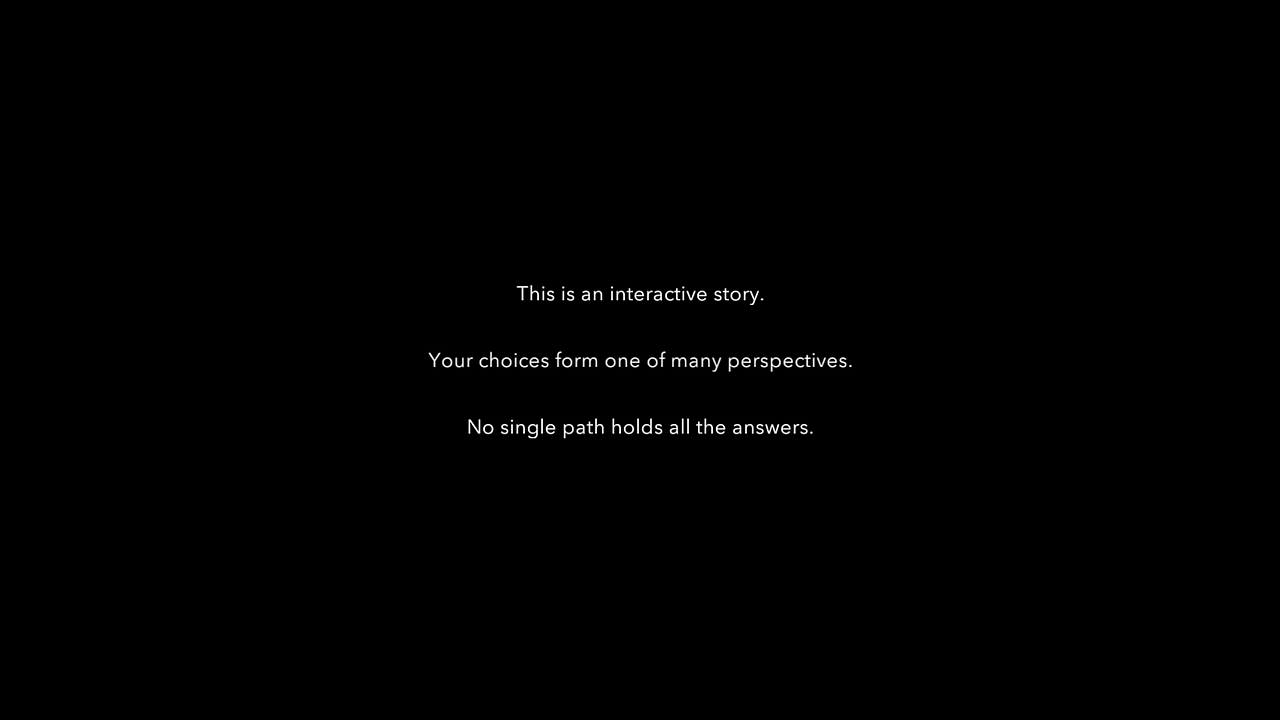 This is an interactive story.
Your choices form one of many perspectives.
No single path holds all the answers.